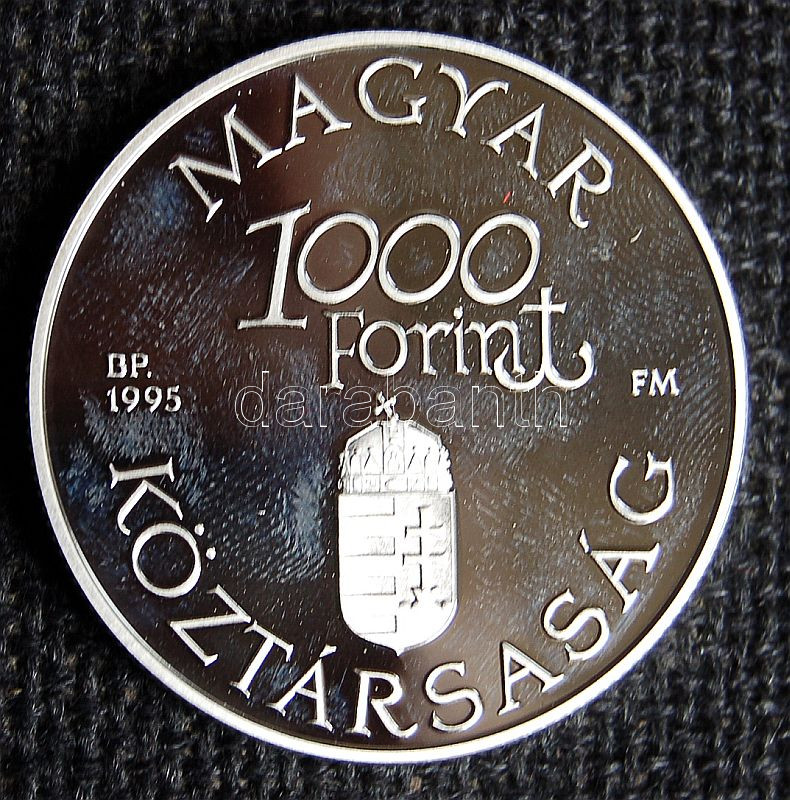 MAGYAR
1000
Forint
BP.
1995
FM
darabanth
KÖZTÁRSASÁG